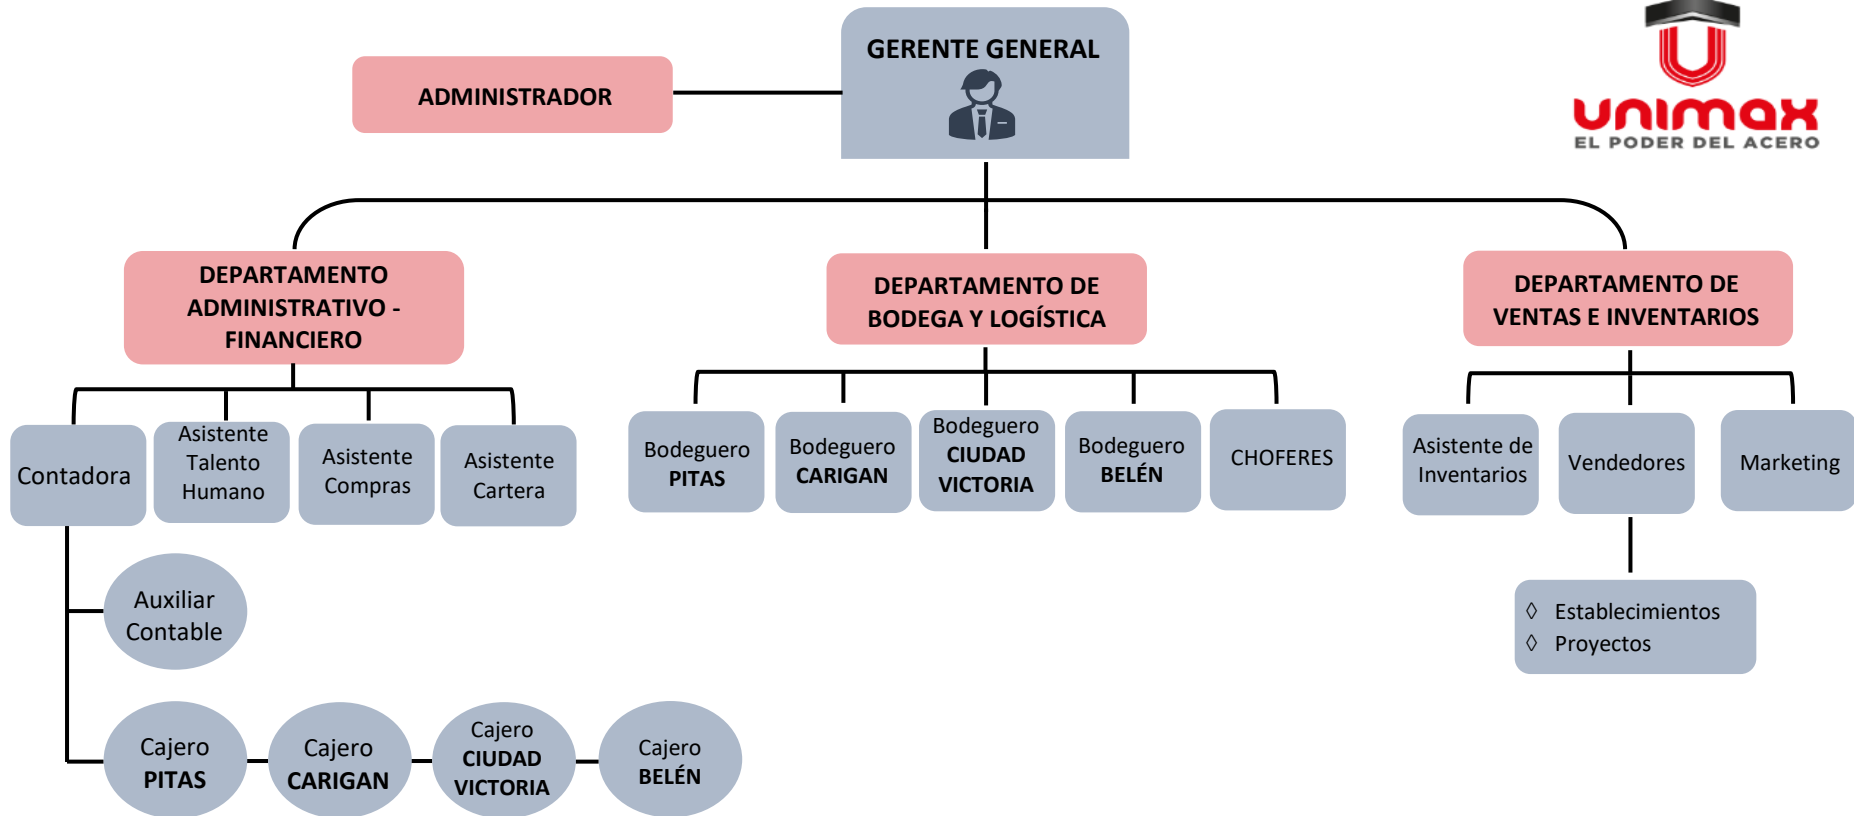 GERENTE GENERAL
ADMINISTRADOR
UNIMAX
EL PODER DEL ACERO
DEPARTAMENTO
ADMINISTRATIVO -
FINANCIERO
DEPARTAMENTO DE
BODEGA Y LOGÍSTICA
DEPARTAMENTO DE
VENTAS E INVENTARIOS
Contadora
Asistente
Talento
Humano
Asistente
Compras
Asistente
Cartera
Bodeguero
PITAS
Bodeguero
CARIGAN
Bodeguero
CIUDAD
VICTORIA
Bodeguero
BELÉN
CHOFERES
Asistente de
Inventarios
Vendedores
Marketing
Auxiliar
Contable
◊ Establecimientos
◊ Proyectos
Cajero
PITAS
Cajero
CARIGAN
Cajero
CIUDAD
VICTORIA
Cajero
BELÉN